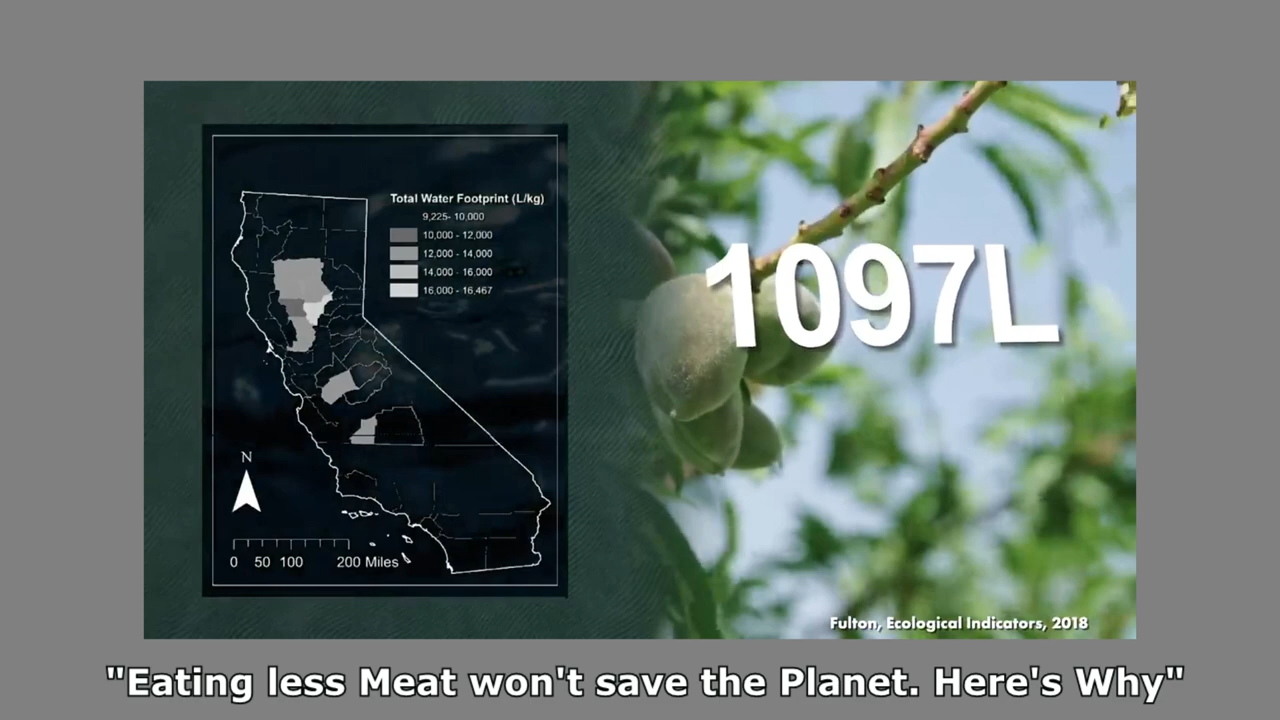 Total Water Footprint (L/kg)
9,225- 10,000
10,000 - 12,000
12,000 - 14,000
14,000 - 16,000
16,000 - 16,467
1097L
N
0 50 100 200 Miles
Fulton, Ecological Indicators, 2018
"Eating less Meat won't save the Planet. Here's Why"